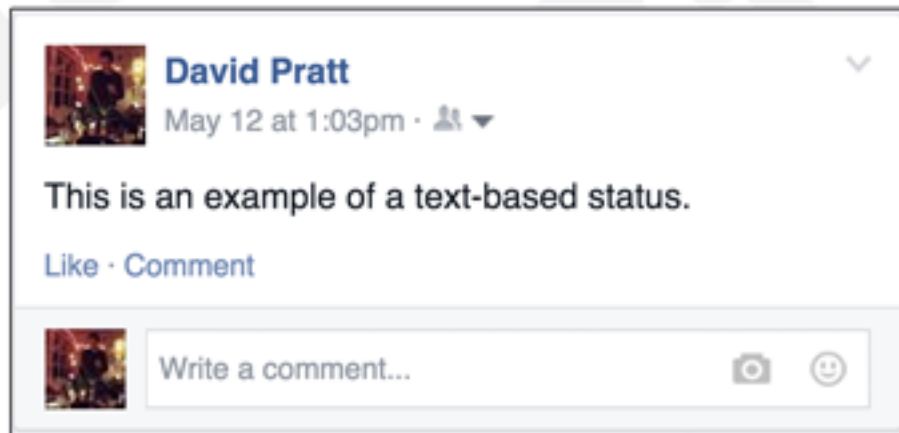 David Pratt
May 12 at 1:03pm ·
This is an example of a text-based status.
Like · Comment
Write a comment...